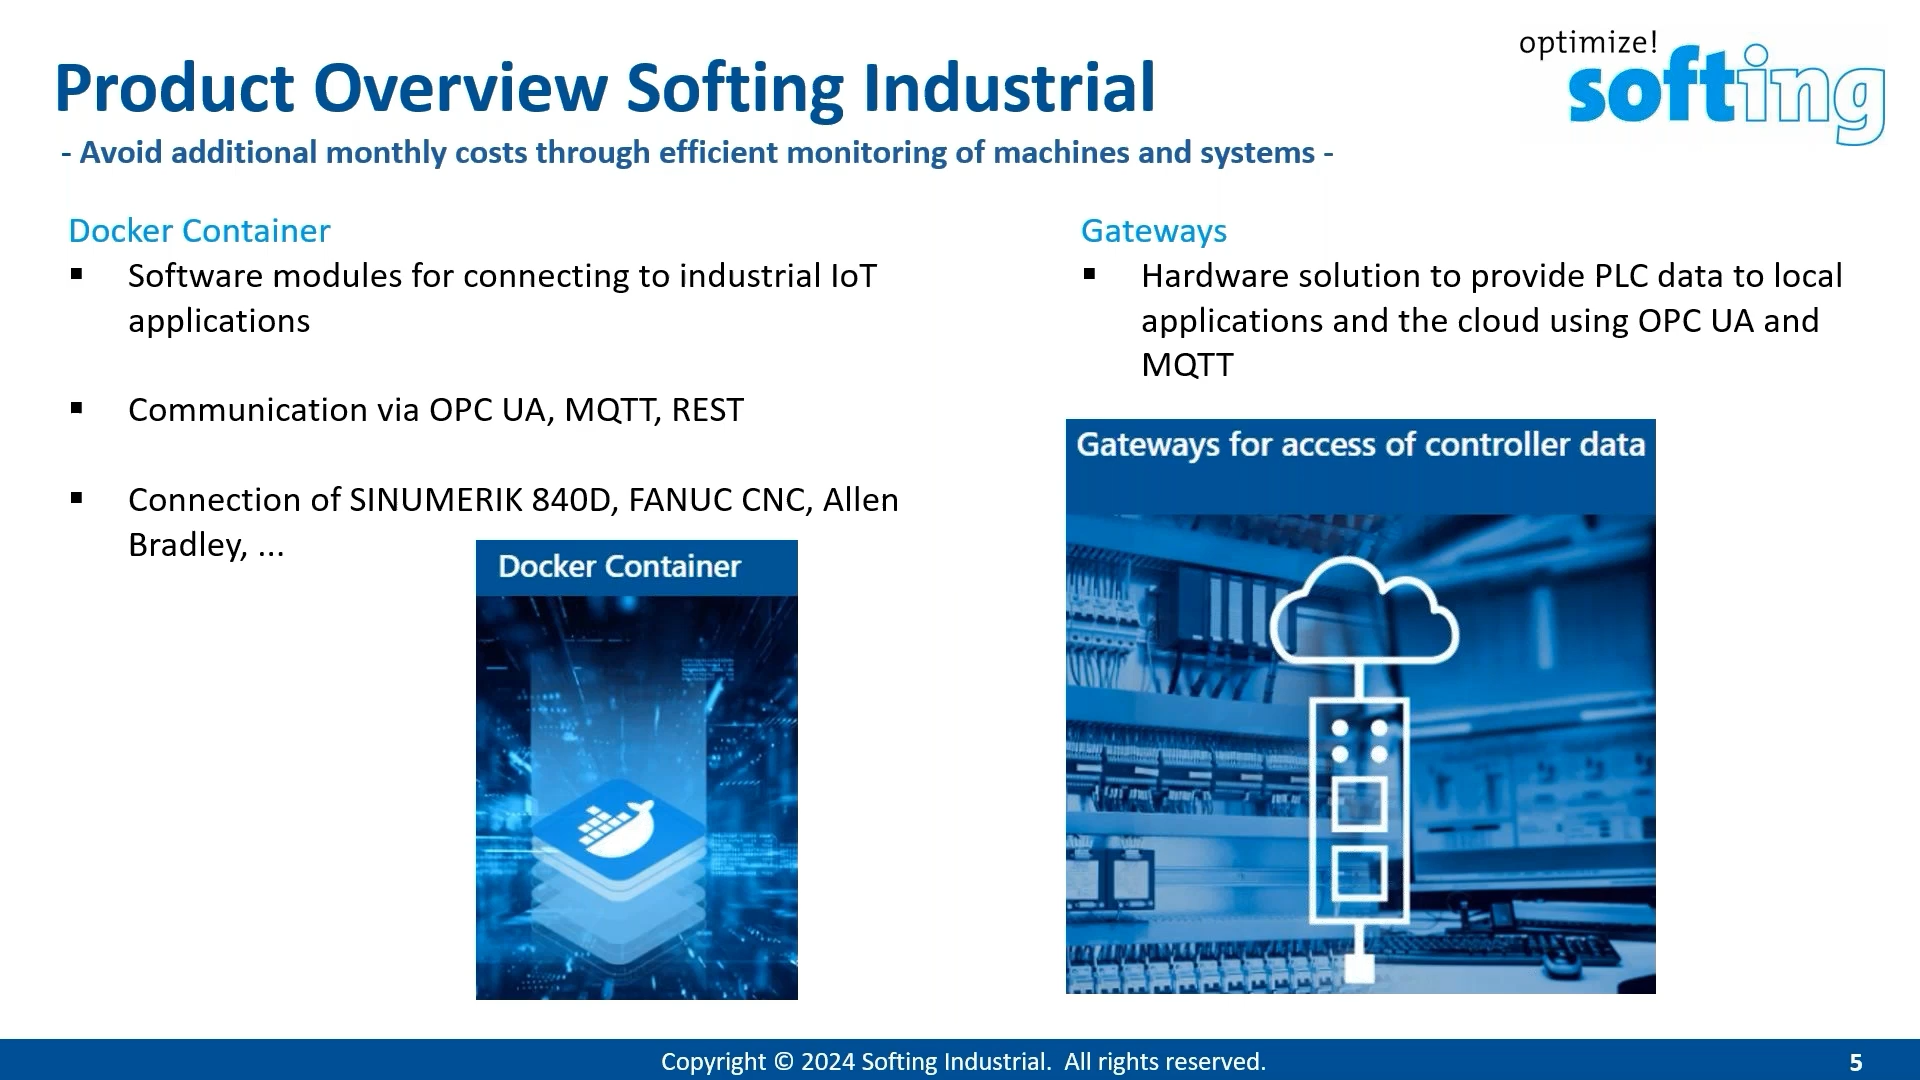 optimize!
softing
Product Overview Softing Industrial
- Avoid additional monthly costs through efficient monitoring of machines and systems -
Docker Container
▪ Software modules for connecting to industrial IoT
applications
▪ Communication via OPC UA, MQTT, REST
▪ Connection of SINUMERIK 840D, FANUC CNC, Allen
Bradley, ...
Docker Container
Gateways
▪ Hardware solution to provide PLC data to local
applications and the cloud using OPC UA and
MQTT
Gateways for access of controller data
Copyright © 2024 Softing Industrial. All rights reserved.
5